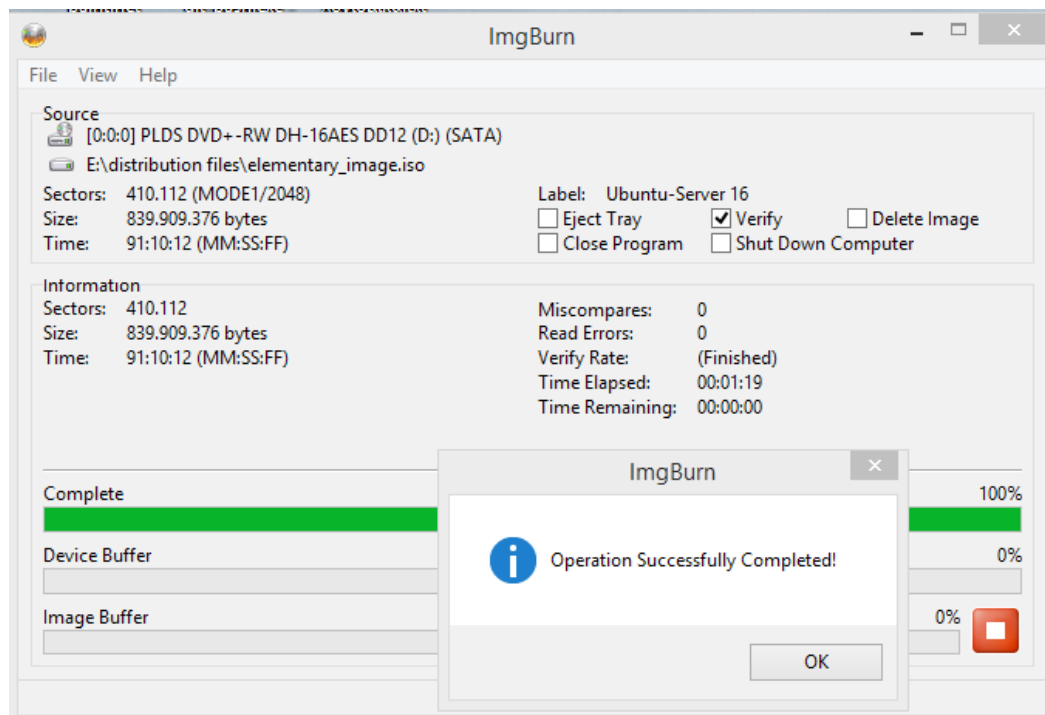 ImgBurn
File View Help
Source
[0:0:0] PLDS DVD+-RW DH-16AES DD12 (D:) (SATA)
E:\distribution files\elementary_image.iso
Sectors: 410.112 (MODE1/2048) Label: Ubuntu-Server 16
Size: 839.909.376 bytes Eject Tray Verify Delete Image
Time: 91:10:12 (MM:SS:FF) Close Program Shut Down Computer
Information
Sectors: 410.112 Miscompares: 0
Size: 839.909.376 bytes Read Errors: 0
Time: 91:10:12 (MM:SS:FF) Verify Rate: (Finished)
Time Elapsed: 00:01:19
Time Remaining: 00:00:00
ImgBurn
Complete 100%
Operation Successfully Completed!
Device Buffer 0%
Image Buffer 0%
OK